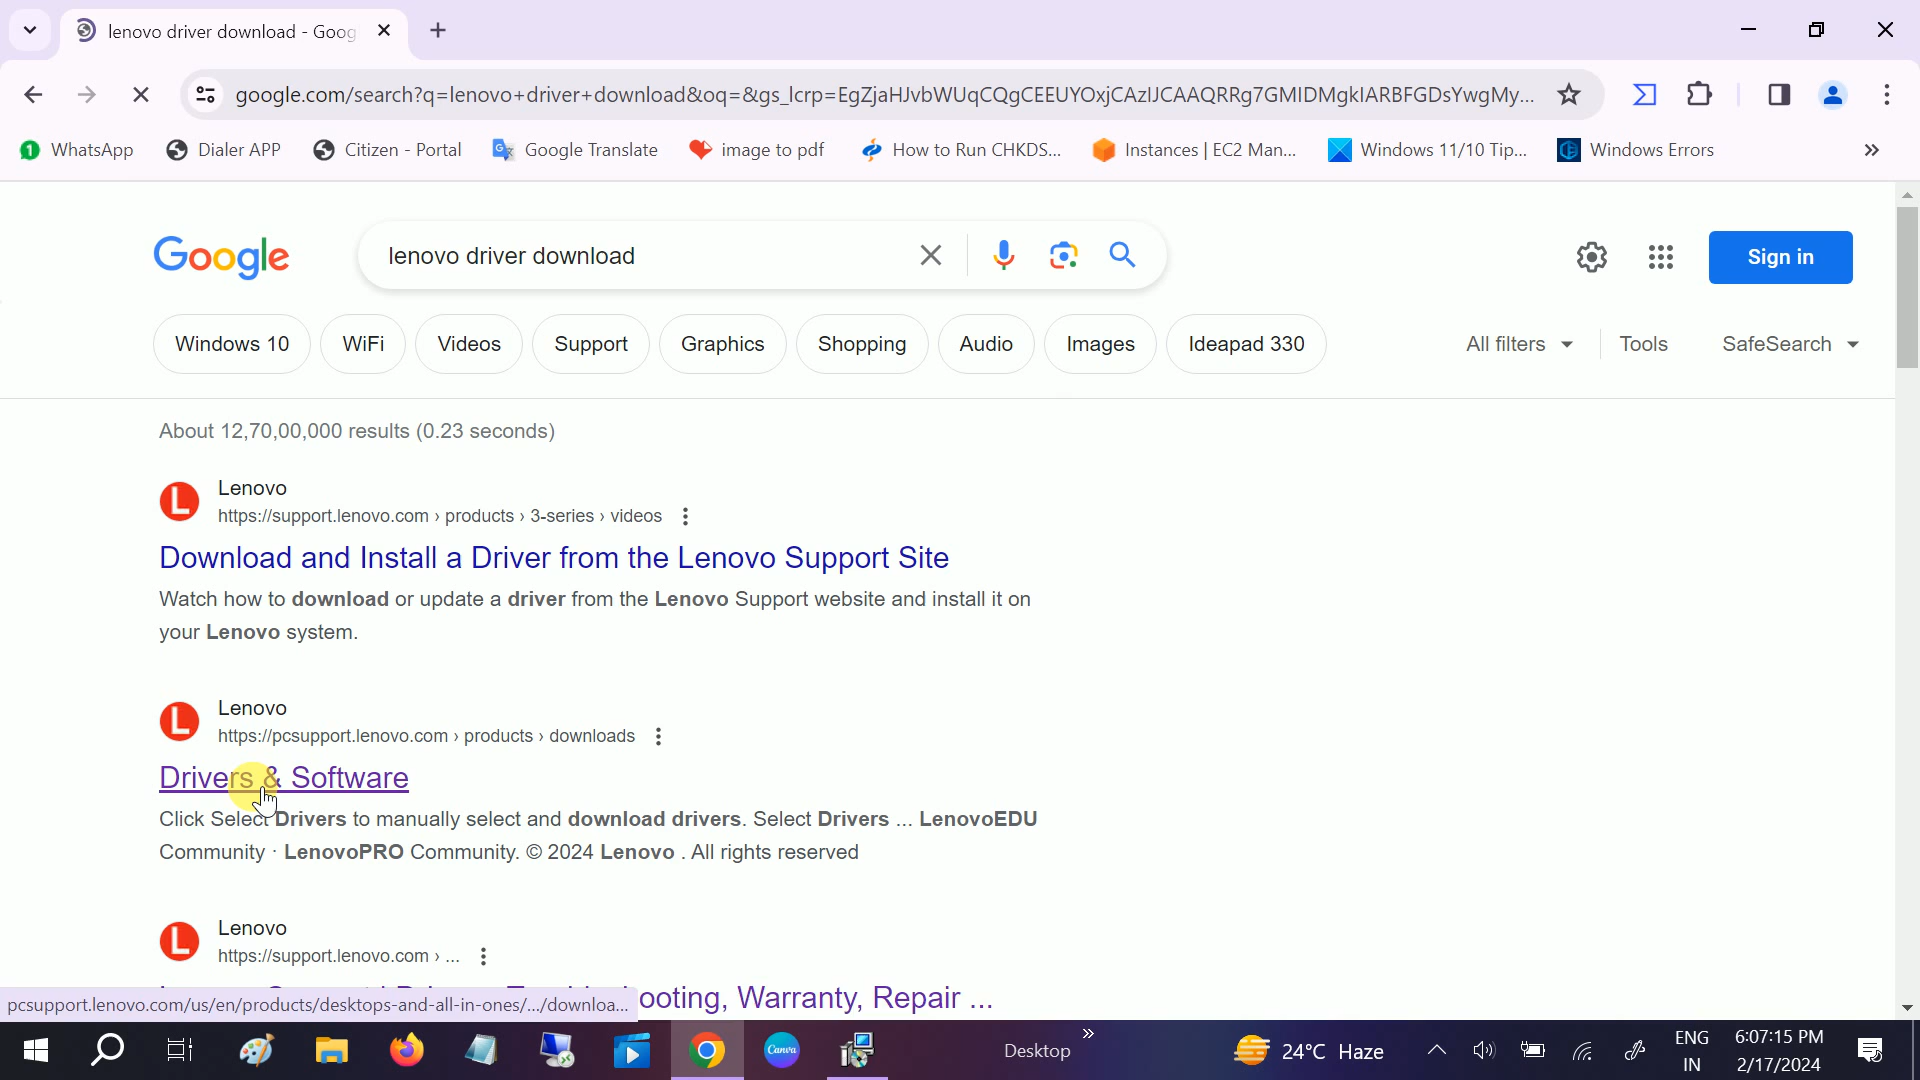 lenovo driver download - Goog
google.com/search?q=lenovo+driver+download&oq=&gs_lcrp=EgZjaHJvbWUqCQgCEEUYOxjCAzIJCAAQRRg7GMIDMgkIARBFGDsYwgMy...
1 WhatsApp Dialer APP Citizen - Portal Google Translate image to pdf How to Run CHKDS... Instances | EC2 Man... Windows 11/10 Tip... Windows Errors »
Google lenovo driver download Sign in
Windows 10 WiFi Videos Support Graphics Shopping Audio Images Ideapad 330 All filters Tools SafeSearch
About 12,70,00,000 results (0.23 seconds)
L Lenovo
https://support.lenovo.com › products › 3-series › videos
Download and Install a Driver from the Lenovo Support Site
Watch how to download or update a driver from the Lenovo Support website and install it on
your Lenovo system.
L Lenovo
https://pcsupport.lenovo.com › products › downloads
Drivers & Software
Click Select Drivers to manually select and download drivers. Select Drivers ... LenovoEDU
Community · LenovoPRO Community. © 2024 Lenovo . All rights reserved
L Lenovo
https://support.lenovo.com › ...
ooting, Warranty, Repair ...
pcsupport.lenovo.com/us/en/products/desktops-and-all-in-ones/.../downloa...
Canva Desktop » 24°C Haze ENG 6:07:15 PM
IN 2/17/2024